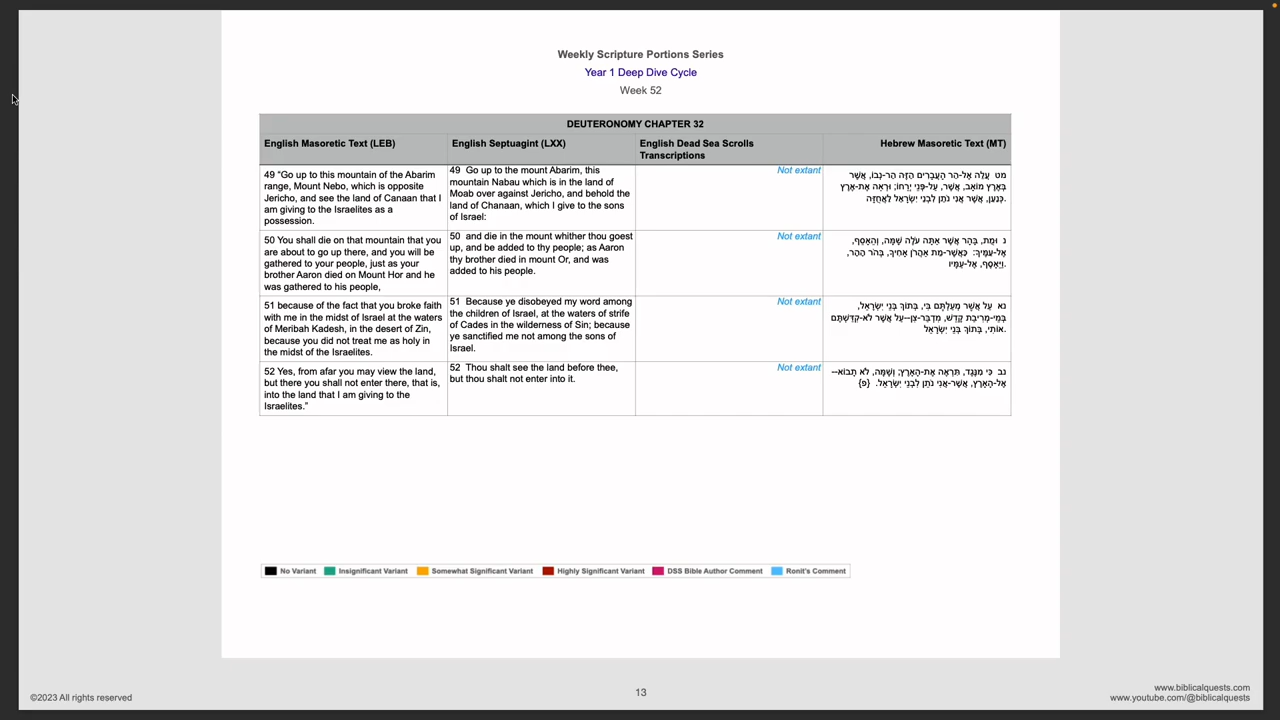 Weekly Scripture Portions Series
Year 1 Deep Dive Cycle
Week 52
DEUTERONOMY CHAPTER 32
English Masoretic Text (LEB)
English Septuagint (LXX)
English Dead Sea Scrolls
Transcriptions
Hebrew Masoretic Text (MT)
49 “Go up to this mountain of the Abarim
range, Mount Nebo, which is opposite
Jericho, and see the land of Canaan that I
am giving to the Israelites as a
possession.
49 Go up to the mount Abarim, this
mountain Nabau which is in the land of
Moab over against Jericho, and behold the
land of Chanaan, which I give to the sons
of Israel:
Not extant
מט עֲלֵה אֶל-הַר הָעֲבָרִים הַזֶּה הַר-נְבוֹ, אֲשֶׁר
בְּאֶרֶץ מוֹאָב, אֲשֶׁר, עַל-פְּנֵי יְרֵחוֹ; וּרְאֵה אֶת-אֶרֶץ
כְּנַעַן, אֲשֶׁר אֲנִי נֹתֵן לִבְנֵי יִשְׂרָאֵל לַאֲחֻזָּה.
50 You shall die on that mountain that you
are about to go up there, and you will be
gathered to your people, just as your
brother Aaron died on Mount Hor and he
was gathered to his people,
50 and die in the mount whither thou goest
up, and be added to thy people; as Aaron
thy brother died in mount Or, and was
added to his people.
Not extant
נ וּמֻת, בָּהָר אֲשֶׁר אַתָּה עֹלֶה שָׁמָּה, וְהֵאָסֵף,
אֶל-עַמֶּיךָ: כַּאֲשֶׁר-מֵת אַהֲרֹן אָחִיךָ, בְּהֹר הָהָר,
וַיֵּאָסֶף, אֶל-עַמָּיו.
51 because of the fact that you broke faith
with me in the midst of Israel at the waters
of Meribah Kadesh, in the desert of Zin,
because you did not treat me as holy in
the midst of the Israelites.
51 Because ye disobeyed my word among
the children of Israel, at the waters of strife
of Cades in the wilderness of Sin; because
ye sanctified me not among the sons of
Israel.
Not extant
נא עַל אֲשֶׁר מְעַלְתֶּם בִּי, בְּתוֹךְ בְּנֵי יִשְׂרָאֵל,
בְּמֵי-מְרִיבַת קָדֵשׁ, מִדְבַּר-צִן--עַל אֲשֶׁר לֹא-קִדַּשְׁתֶּם
אוֹתִי, בְּתוֹךְ בְּנֵי יִשְׂרָאֵל.
52 Yes, from afar you may view the land,
but there you shall not enter there, that is,
into the land that I am giving to the
Israelites.”
52 Thou shalt see the land before thee,
but thou shalt not enter into it.
Not extant
נב כִּי מִנֶּגֶד, תִּרְאֶה אֶת-הָאָרֶץ; וְשָׁמָּה, לֹא תָבוֹא--
אֶל-הָאָרֶץ, אֲשֶׁר-אֲנִי נֹתֵן לִבְנֵי יִשְׂרָאֵל. {פ}
No Variant
Insignificant Variant
Somewhat Significant Variant
Highly Significant Variant
DSS Bible Author Comment
Ronit's Comment
©2023 All rights reserved
13
www.biblicalquests.com
www.youtube.com/@biblicalquests